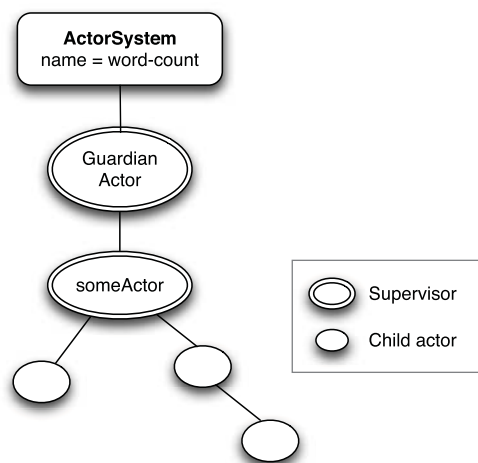 ActorSystem
name = word-count
Guardian
Actor
someActor
Supervisor
Child actor